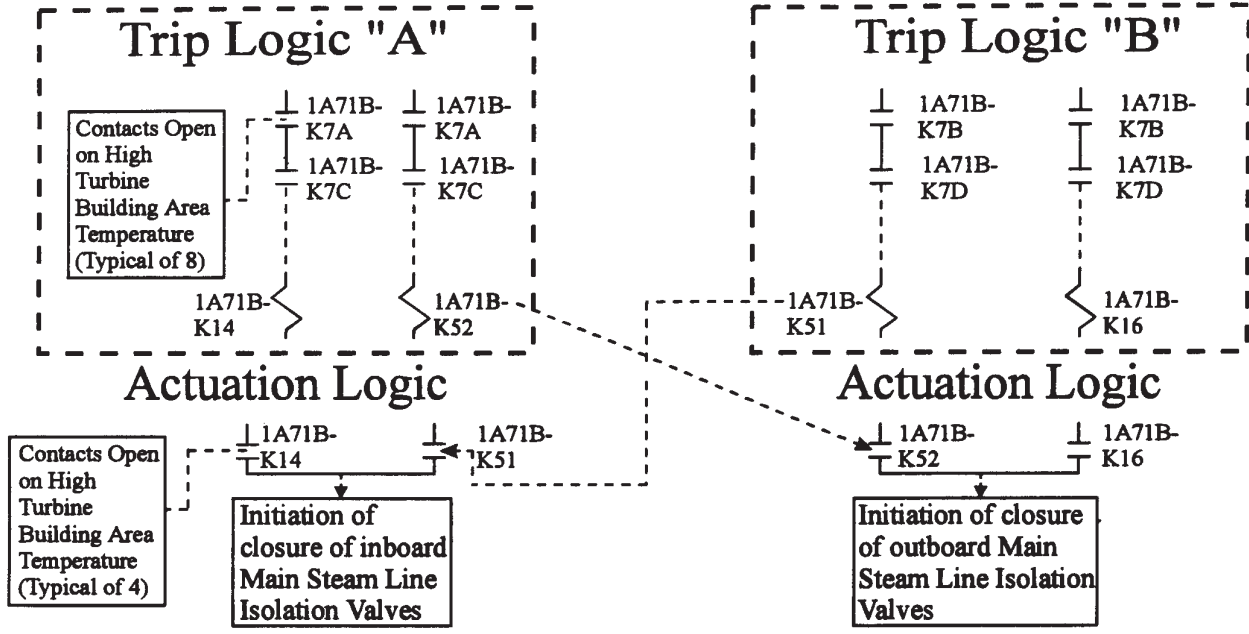 Trip Logic "A"
Contacts Open
on High
Turbine
Building Area
Temperature
(Typical of 8)
1A71B-
K7A
1A71B-
K7A
1A71B-
K7C
1A71B-
K7C
1A71B-
K14
1A71B-
K52
Trip Logic "B"
1A71B-
K7B
1A71B-
K7B
1A71B-
K7D
1A71B-
K7D
1A71B-
K51
1A71B-
K16
Actuation Logic
Contacts Open
on High
Turbine
Building Area
Temperature
(Typical of 4)
1A71B-
K14
1A71B-
K51
Initiation of
closure of inboard
Main Steam Line
Isolation Valves
Actuation Logic
1A71B-
K52
1A71B-
K16
Initiation of closure
of outboard Main
Steam Line Isolation
Valves